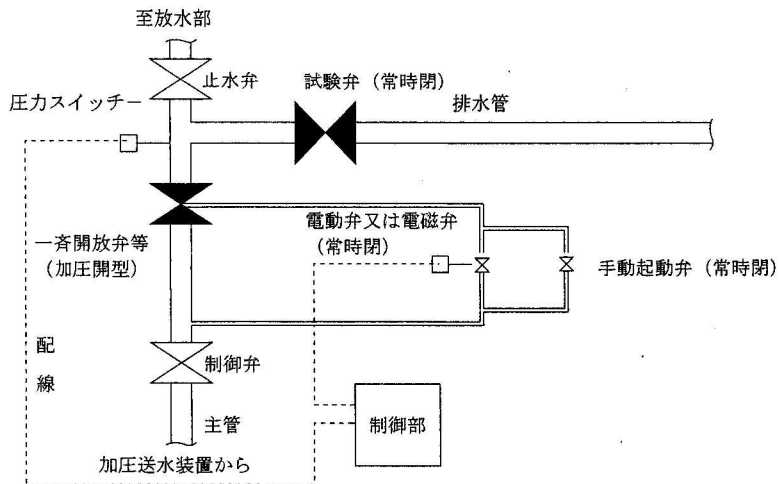 至放水部
止水弁
試験弁（常時閉）
圧力スイッチー
排水管
一斉開放弁等
（加圧開型）
電動弁又は電磁弁
（常時閉）
手動起動弁（常時閉）
配
線
制御弁
主管
制御部
加圧送水装置から